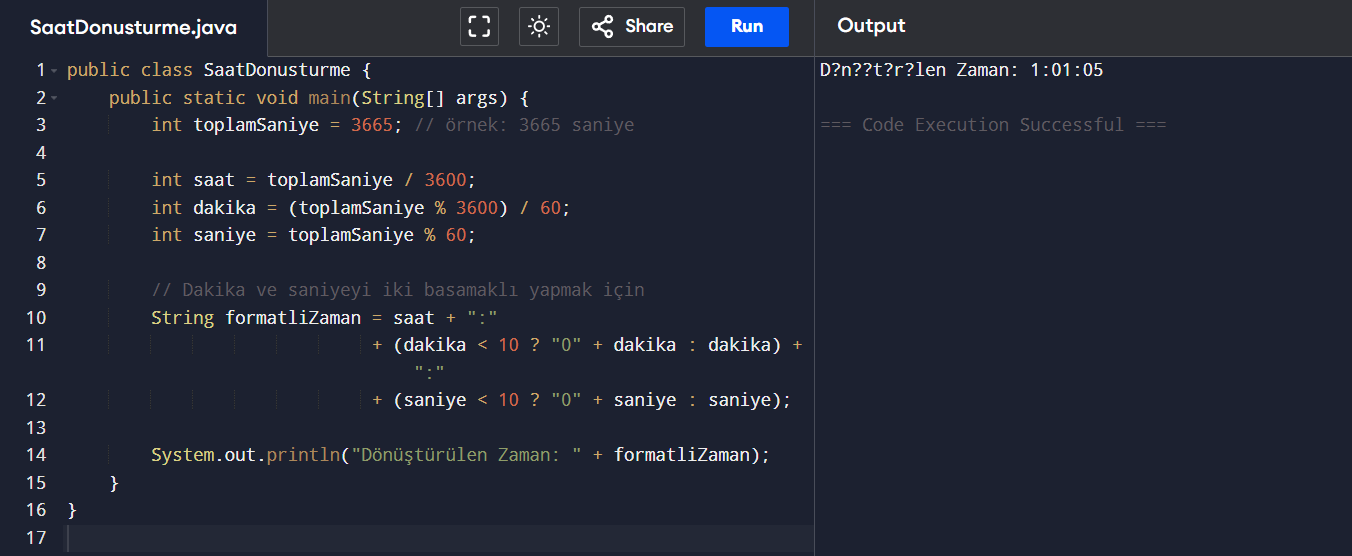 SaatDonusturme.java
Share
Run
Output
1 public class SaatDonusturme {
2 public static void main(String[] args) {
3 int toplamSaniye = 3665; // örnek: 3665 saniye
4
5 int saat = toplamSaniye / 3600;
6 int dakika = (toplamSaniye % 3600) / 60;
7 int saniye = toplamSaniye % 60;
8
9 // Dakika ve saniyeyi iki basamaklı yapmak için
10 String formatliZaman = saat + ":"
11 + (dakika < 10 ? "0" + dakika : dakika) +
":"
12 + (saniye < 10 ? "0" + saniye : saniye);
13
14 System.out.println("Dönüştürülen Zaman: " + formatliZaman);
15 }
16 }
17
D?n??t?r?len Zaman: 1:01:05
=== Code Execution Successful ===